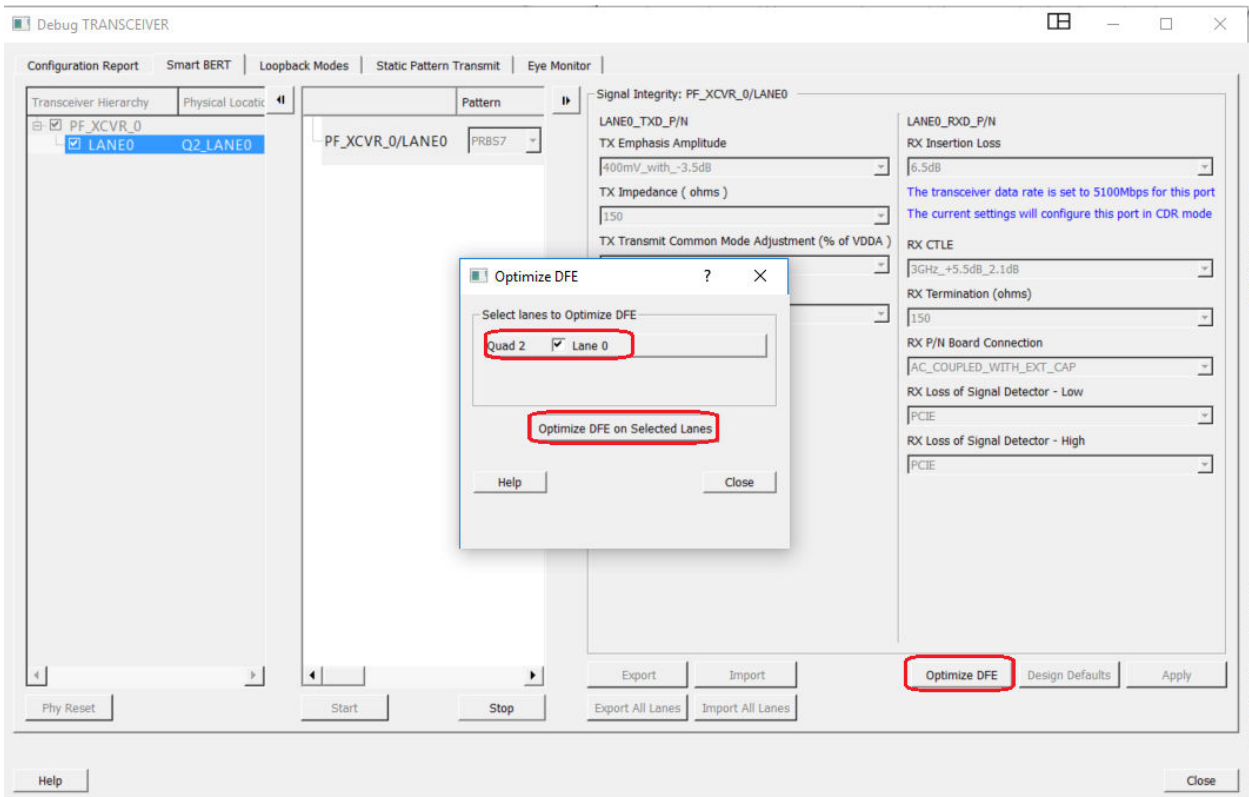 Debug TRANSCEIVER
Configuration Report
Smart BERT
Loopback Modes
Static Pattern Transmit
Eye Monitor
Transceiver Hierarchy
Physical Locatic
PF_XCVR_0
LANE0
Q2_LANE0
Phy Reset
Pattern
PF_XCVR_0/LANE0
PRBS7
Start
Stop
Signal Integrity: PF_XCVR_0/LANE0
LANE0_TXD_P/N
TX Emphasis Amplitude
400mV_with_-3.5dB
TX Impedance ( ohms )
150
TX Transmit Common Mode Adjustment (% of VDDA )
LANE0_RXD_P/N
RX Insertion Loss
6.5dB
The transceiver data rate is set to 5100Mbps for this port
The current settings will configure this port in CDR mode
RX CTLE
3GHz_+5.5dB_2.1dB
RX Termination (ohms)
150
RX P/N Board Connection
AC_COUPLED_WITH_EXT_CAP
RX Loss of Signal Detector - Low
PCIE
RX Loss of Signal Detector - High
PCIE
Optimize DFE
?
Select lanes to Optimize DFE
Quad 2
Lane 0
Optimize DFE on Selected Lanes
Help
Close
Export
Import
Optimize DFE
Design Defaults
Apply
Export All Lanes
Import All Lanes
Help
Close